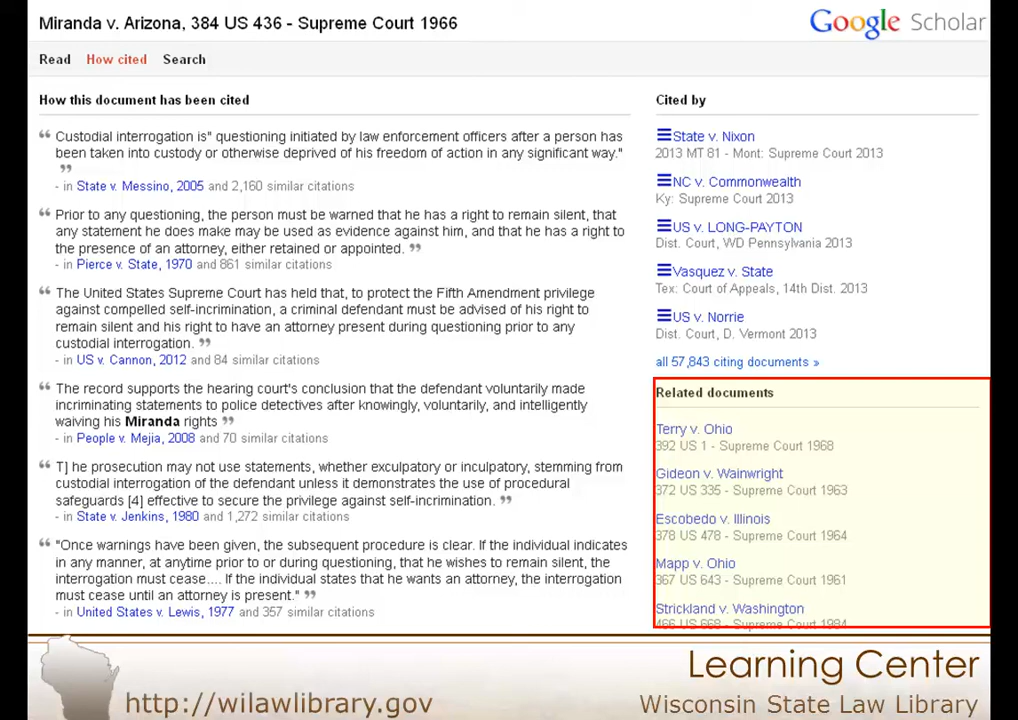 Miranda v. Arizona, 384 US 436 - Supreme Court 1966
Google Scholar
Read How cited Search
How this document has been cited
“ Custodial interrogation is" questioning initiated by law enforcement officers after a person has
been taken into custody or otherwise deprived of his freedom of action in any significant way."
”
- in State v. Messino, 2005 and 2,160 similar citations
“ Prior to any questioning, the person must be warned that he has a right to remain silent, that
any statement he does make may be used as evidence against him, and that he has a right to
the presence of an attorney, either retained or appointed. ”
- in Pierce v. State, 1970 and 861 similar citations
“ The United States Supreme Court has held that, to protect the Fifth Amendment privilege
against compelled self-incrimination, a criminal defendant must be advised of his right to
remain silent and his right to have an attorney present during questioning prior to any
custodial interrogation. ”
- in US v. Cannon, 2012 and 84 similar citations
“ The record supports the hearing court's conclusion that the defendant voluntarily made
incriminating statements to police detectives after knowingly, voluntarily, and intelligently
waiving his Miranda rights ”
- in People v. Mejia, 2008 and 70 similar citations
“ T] he prosecution may not use statements, whether exculpatory or inculpatory, stemming from
custodial interrogation of the defendant unless it demonstrates the use of procedural
safeguards [4] effective to secure the privilege against self-incrimination. ”
- in State v. Jenkins, 1980 and 1,272 similar citations
“ "Once warnings have been given, the subsequent procedure is clear. If the individual indicates
in any manner, at anytime prior to or during questioning, that he wishes to remain silent, the
interrogation must cease.... If the individual states that he wants an attorney, the interrogation
must cease until an attorney is present." ”
- in United States v. Lewis, 1977 and 357 similar citations
Cited by
State v. Nixon
2013 MT 81 - Mont: Supreme Court 2013
NC v. Commonwealth
Ky: Supreme Court 2013
US v. LONG-PAYTON
Dist. Court, WD Pennsylvania 2013
Vasquez v. State
Tex: Court of Appeals, 14th Dist. 2013
US v. Norrie
Dist. Court, D. Vermont 2013
all 57,843 citing documents »
Related documents
Terry v. Ohio
392 US 1 - Supreme Court 1968
Gideon v. Wainwright
372 US 335 - Supreme Court 1963
Escobedo v. Illinois
378 US 478 - Supreme Court 1964
Mapp v. Ohio
367 US 643 - Supreme Court 1961
Strickland v. Washington
466 US 668 - Supreme Court 1984
Learning Center
http://wilawlibrary.gov
Wisconsin State Law Library